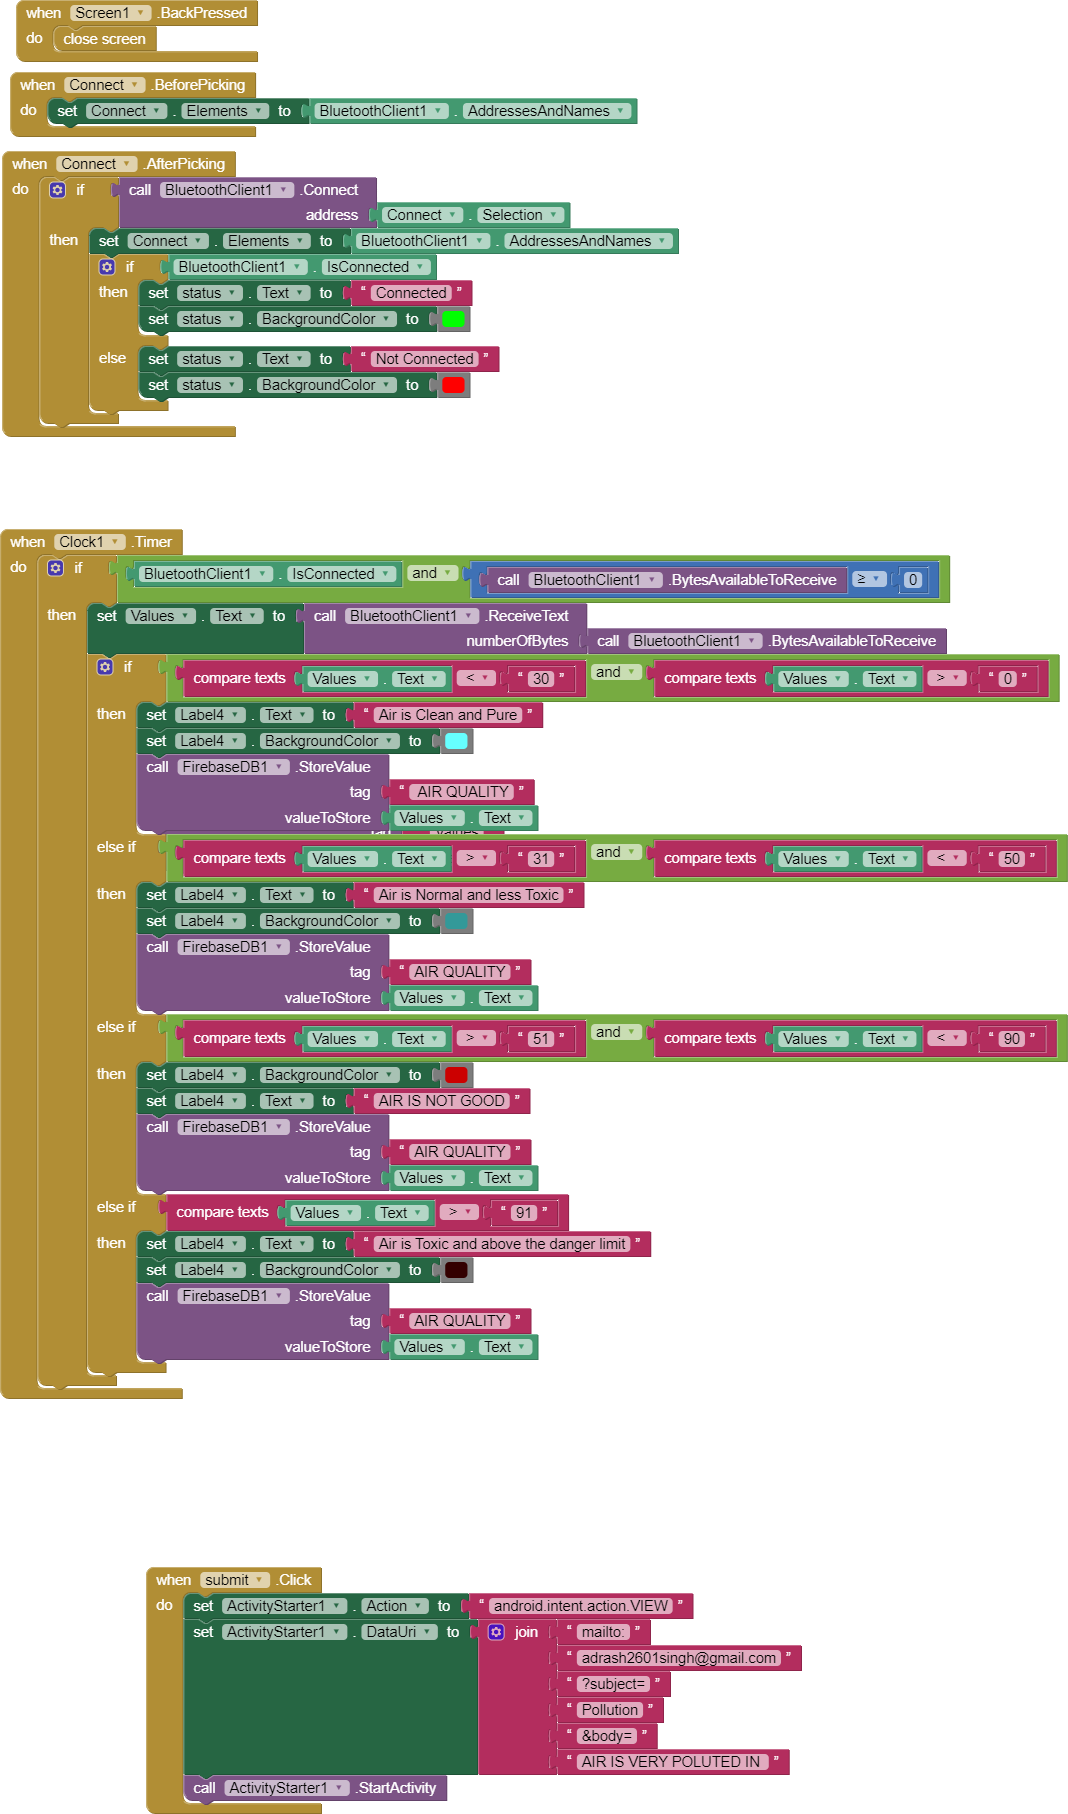 when Screen1 .BackPressed
do close screen
when Connect .BeforePicking
do set Connect . Elements to BluetoothClient1 . AddressesAndNames
when Connect .AfterPicking
do if call BluetoothClient1 .Connect
address Connect . Selection
then set Connect . Elements to BluetoothClient1 . AddressesAndNames
if BluetoothClient1 . IsConnected
then set status . Text to “ Connected ”
set status . BackgroundColor to
else set status . Text to “ Not Connected ”
set status . BackgroundColor to
when Clock1 .Timer
do if BluetoothClient1 . IsConnected and call BluetoothClient1 .BytesAvailableToReceive ≥ 0
then set Values . Text to call BluetoothClient1 .ReceiveText
numberOfBytes call BluetoothClient1 .BytesAvailableToReceive
if compare texts Values . Text < “ 30 ” and compare texts Values . Text > “ 0 ”
then set Label4 . Text to “ Air is Clean and Pure ”
set Label4 . BackgroundColor to
call FirebaseDB1 .StoreValue
tag “ AIR QUALITY ”
valueToStore Values . Text
else if compare texts Values . Text > “ 31 ” and compare texts Values . Text < “ 50 ”
then set Label4 . Text to “ Air is Normal and less Toxic ”
set Label4 . BackgroundColor to
call FirebaseDB1 .StoreValue
tag “ AIR QUALITY ”
valueToStore Values . Text
else if compare texts Values . Text > “ 51 ” and compare texts Values . Text < “ 90 ”
then set Label4 . BackgroundColor to
set Label4 . Text to “ AIR IS NOT GOOD ”
call FirebaseDB1 .StoreValue
tag “ AIR QUALITY ”
valueToStore Values . Text
else if compare texts Values . Text > “ 91 ”
then set Label4 . Text to “ Air is Toxic and above the danger limit ”
set Label4 . BackgroundColor to
call FirebaseDB1 .StoreValue
tag “ AIR QUALITY ”
valueToStore Values . Text
when submit .Click
do set ActivityStarter1 . Action to “ android.intent.action.VIEW ”
set ActivityStarter1 . DataUri to join “ mailto: ”
“ adrash2601singh@gmail.com ”
“ ?subject= ”
“ Pollution ”
“ &body= ”
“ AIR IS VERY POLUTED IN ”
call ActivityStarter1 .StartActivity